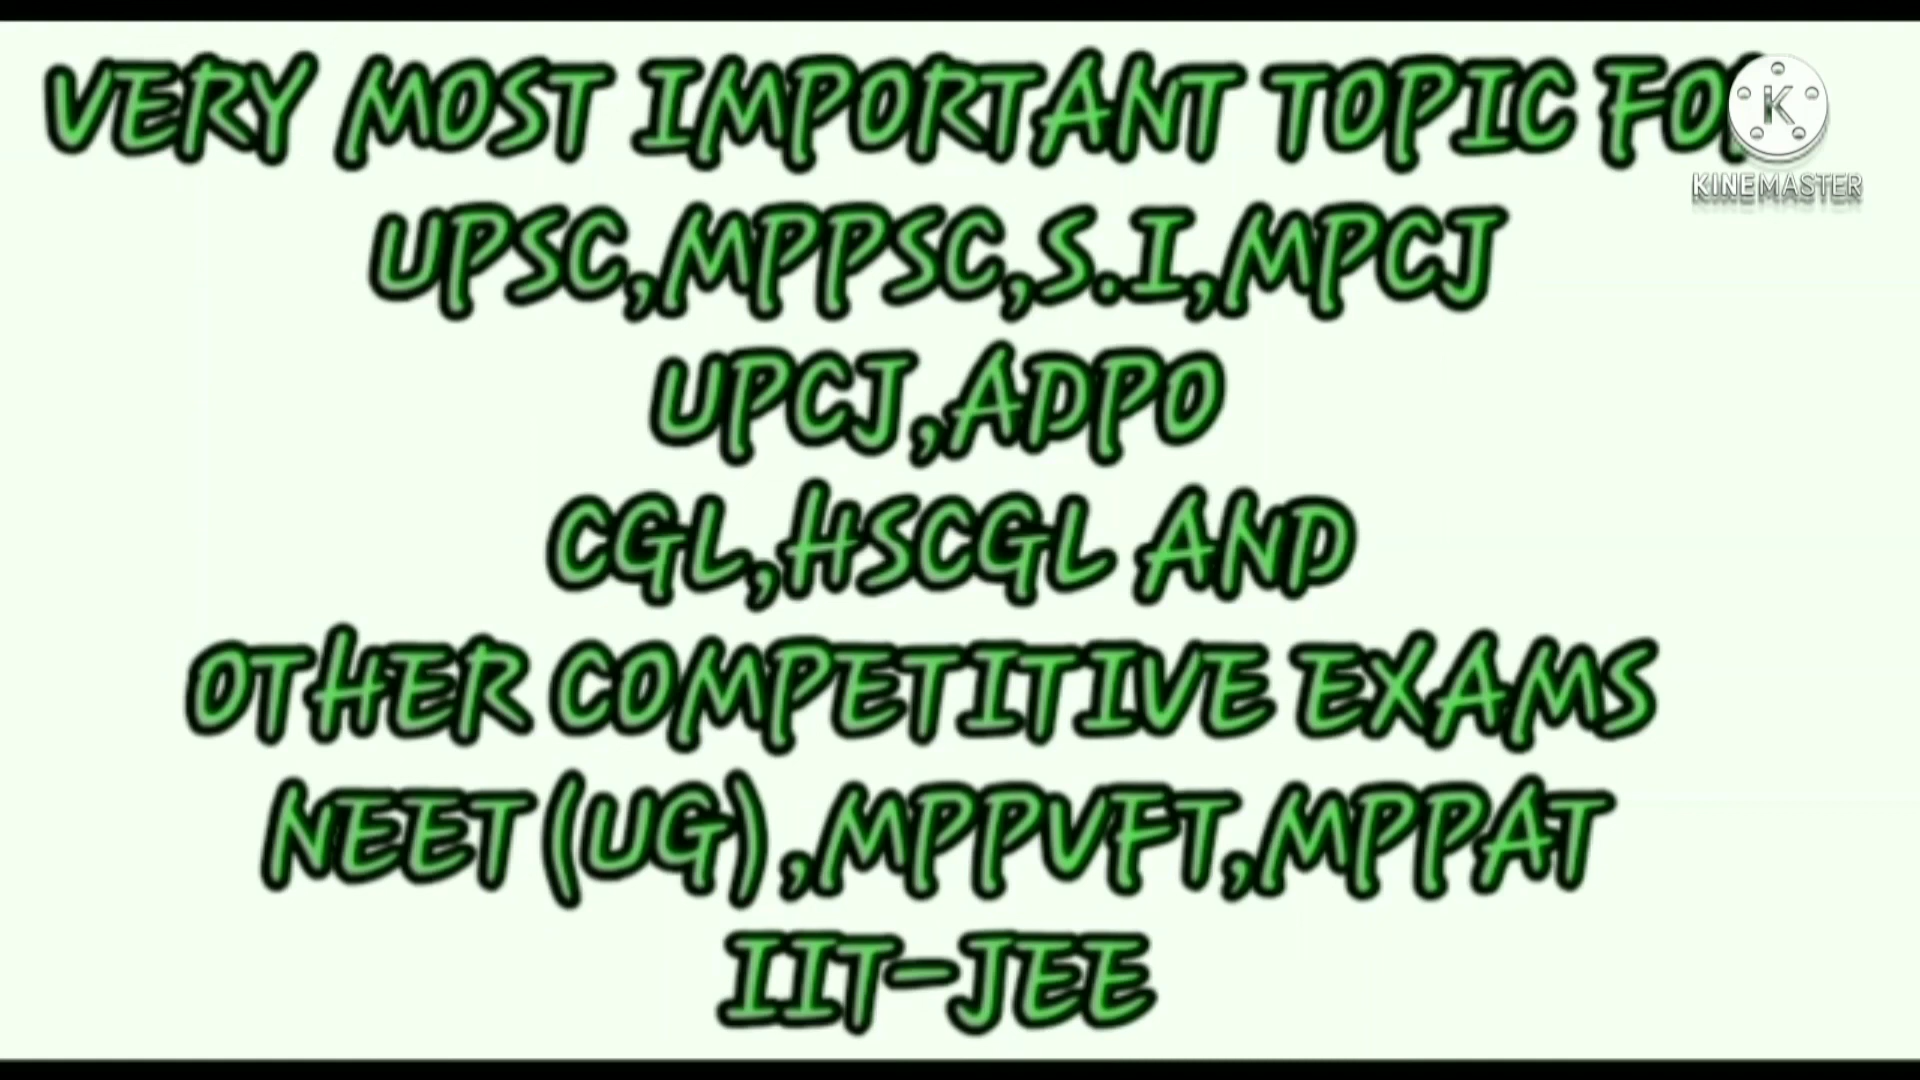 VERY MOST IMPORTANT TOPIC FOR
UPSC,MPPSC,S.I,MPCJ
UPCJ,ADPO
CGL,HSCGL AND
OTHER COMPETITIVE EXAMS
NEET(UG),MPPVFT,MPPAT
IIT-JEE
K
KINEMASTER